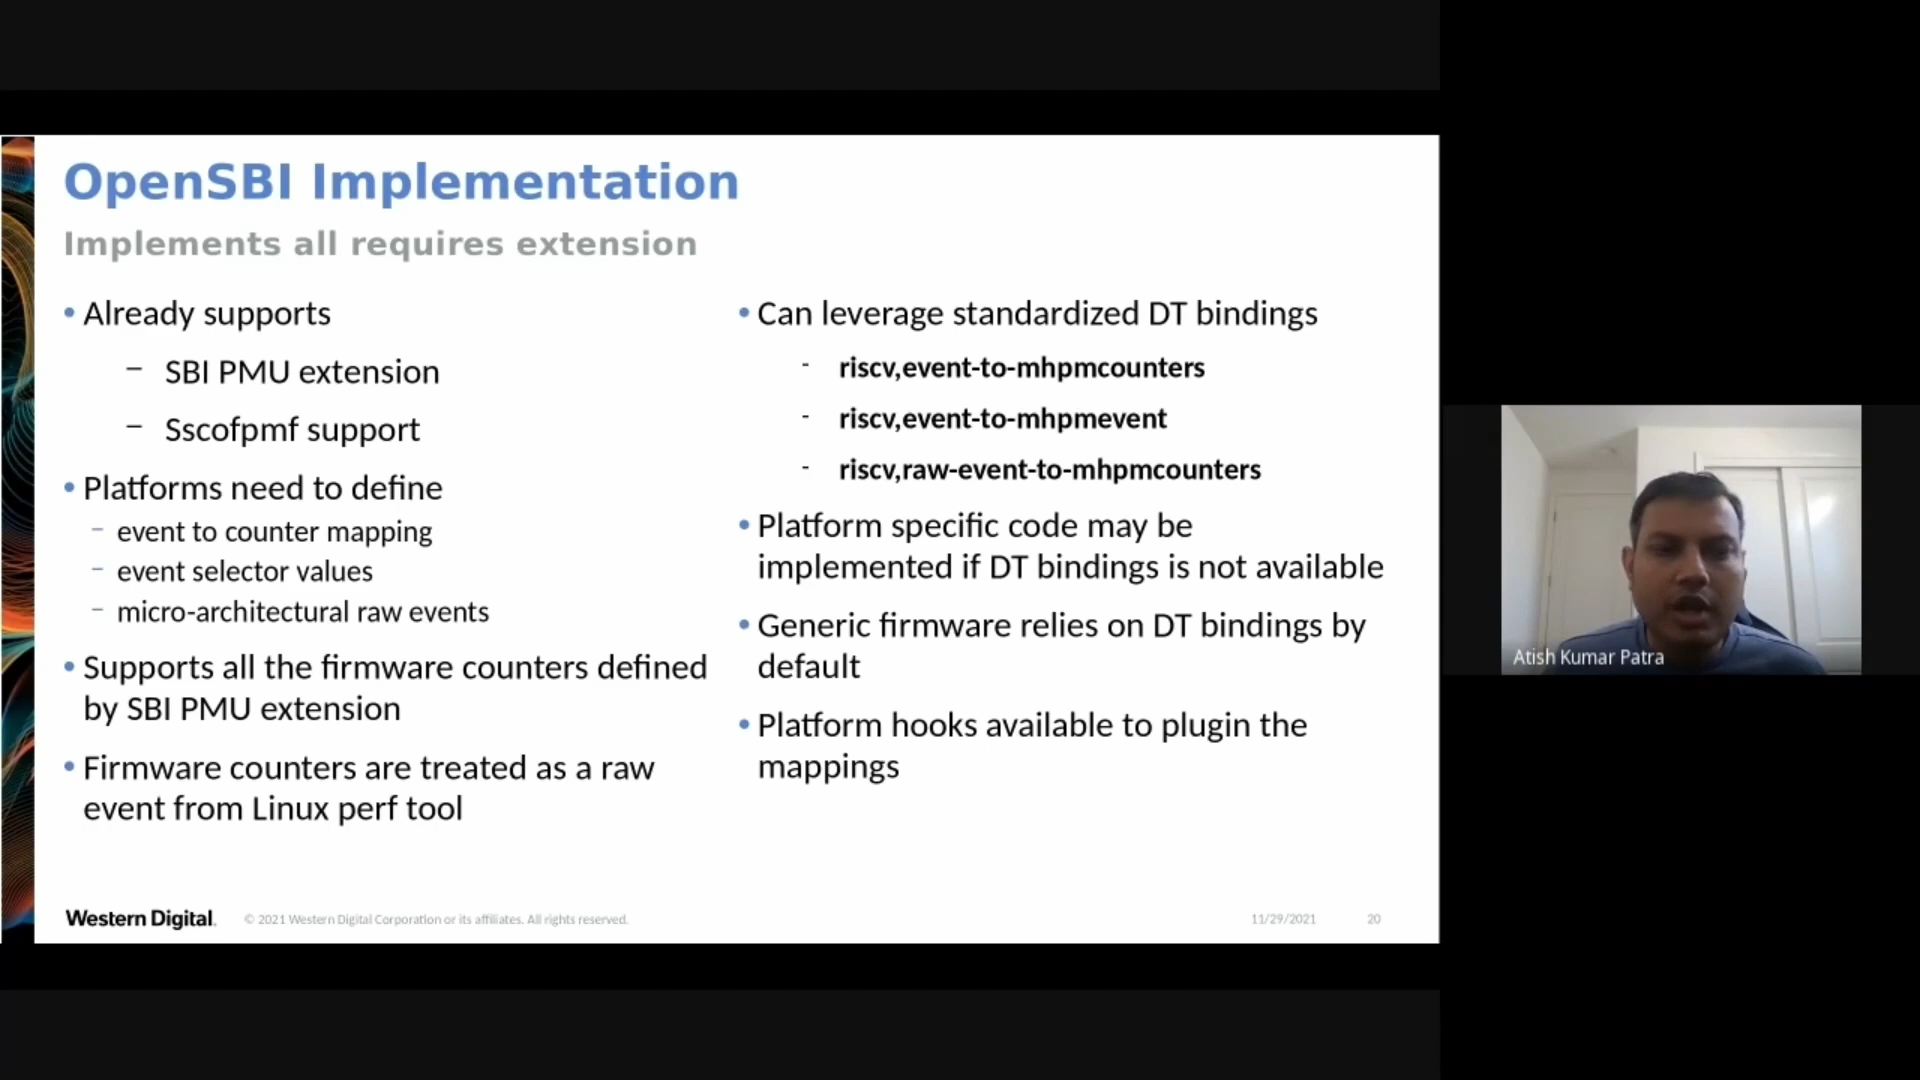 OpenSBI Implementation
Implements all requires extension
• Already supports
– SBI PMU extension
– Sscofpmf support
• Platforms need to define
– event to counter mapping
– event selector values
– micro-architectural raw events
• Supports all the firmware counters defined
by SBI PMU extension
• Firmware counters are treated as a raw
event from Linux perf tool
• Can leverage standardized DT bindings
- riscv,event-to-mhpmcounters
- riscv,event-to-mhpmevent
- riscv,raw-event-to-mhpmcounters
• Platform specific code may be
implemented if DT bindings is not available
• Generic firmware relies on DT bindings by
default
• Platform hooks available to plugin the
mappings
Western Digital.
© 2021 Western Digital Corporation or its affiliates. All rights reserved.
11/29/2021
20
Atish Kumar Patra